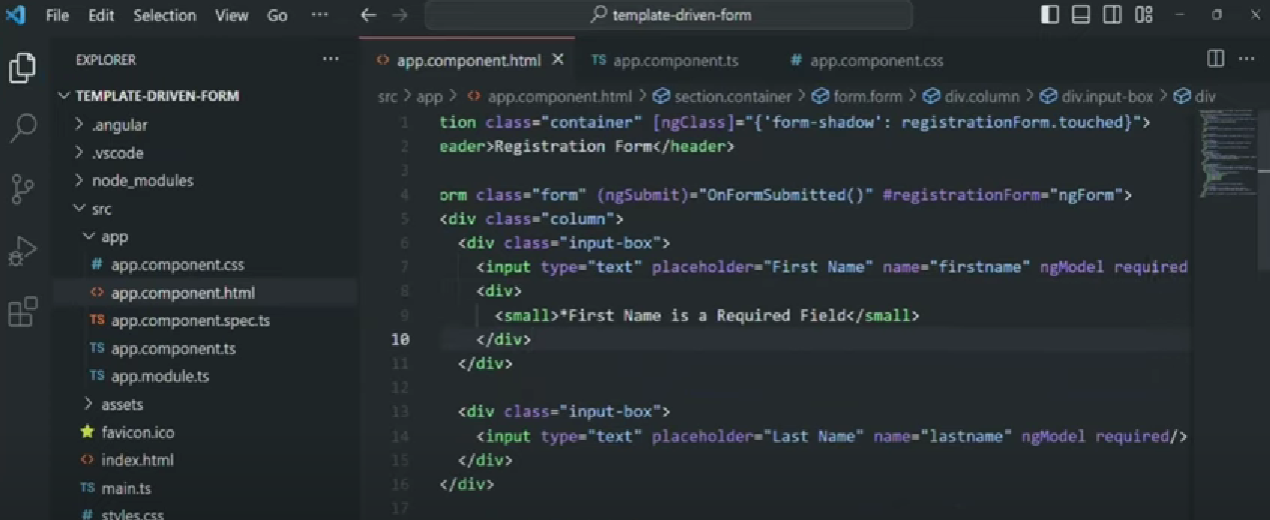 File Edit Selection View Go ··· template-driven-form
EXPLORER ···
TEMPLATE-DRIVEN-FORM
.angular
.vscode
node_modules
src
app
# app.component.css
<> app.component.html
TS app.component.spec.ts
TS app.component.ts
TS app.module.ts
assets
favicon.ico
<> index.html
TS main.ts
# styles.css
<> app.component.html × TS app.component.ts # app.component.css ···
src > app > <> app.component.html > section.container > form.form > div.column > div.input-box > div
1 tion class="container" [ngClass]="{'form-shadow': registrationForm.touched}">
2 eader>Registration Form</header>
3
4 orm class="form" (ngSubmit)="OnFormSubmitted()" #registrationForm="ngForm">
5 <div class="column">
6 <div class="input-box">
7 <input type="text" placeholder="First Name" name="firstname" ngModel required
8 <div>
9 <small>*First Name is a Required Field</small>
10 </div>
11 </div>
12
13 <div class="input-box">
14 <input type="text" placeholder="Last Name" name="lastname" ngModel required/>
15 </div>
16 </div>
17